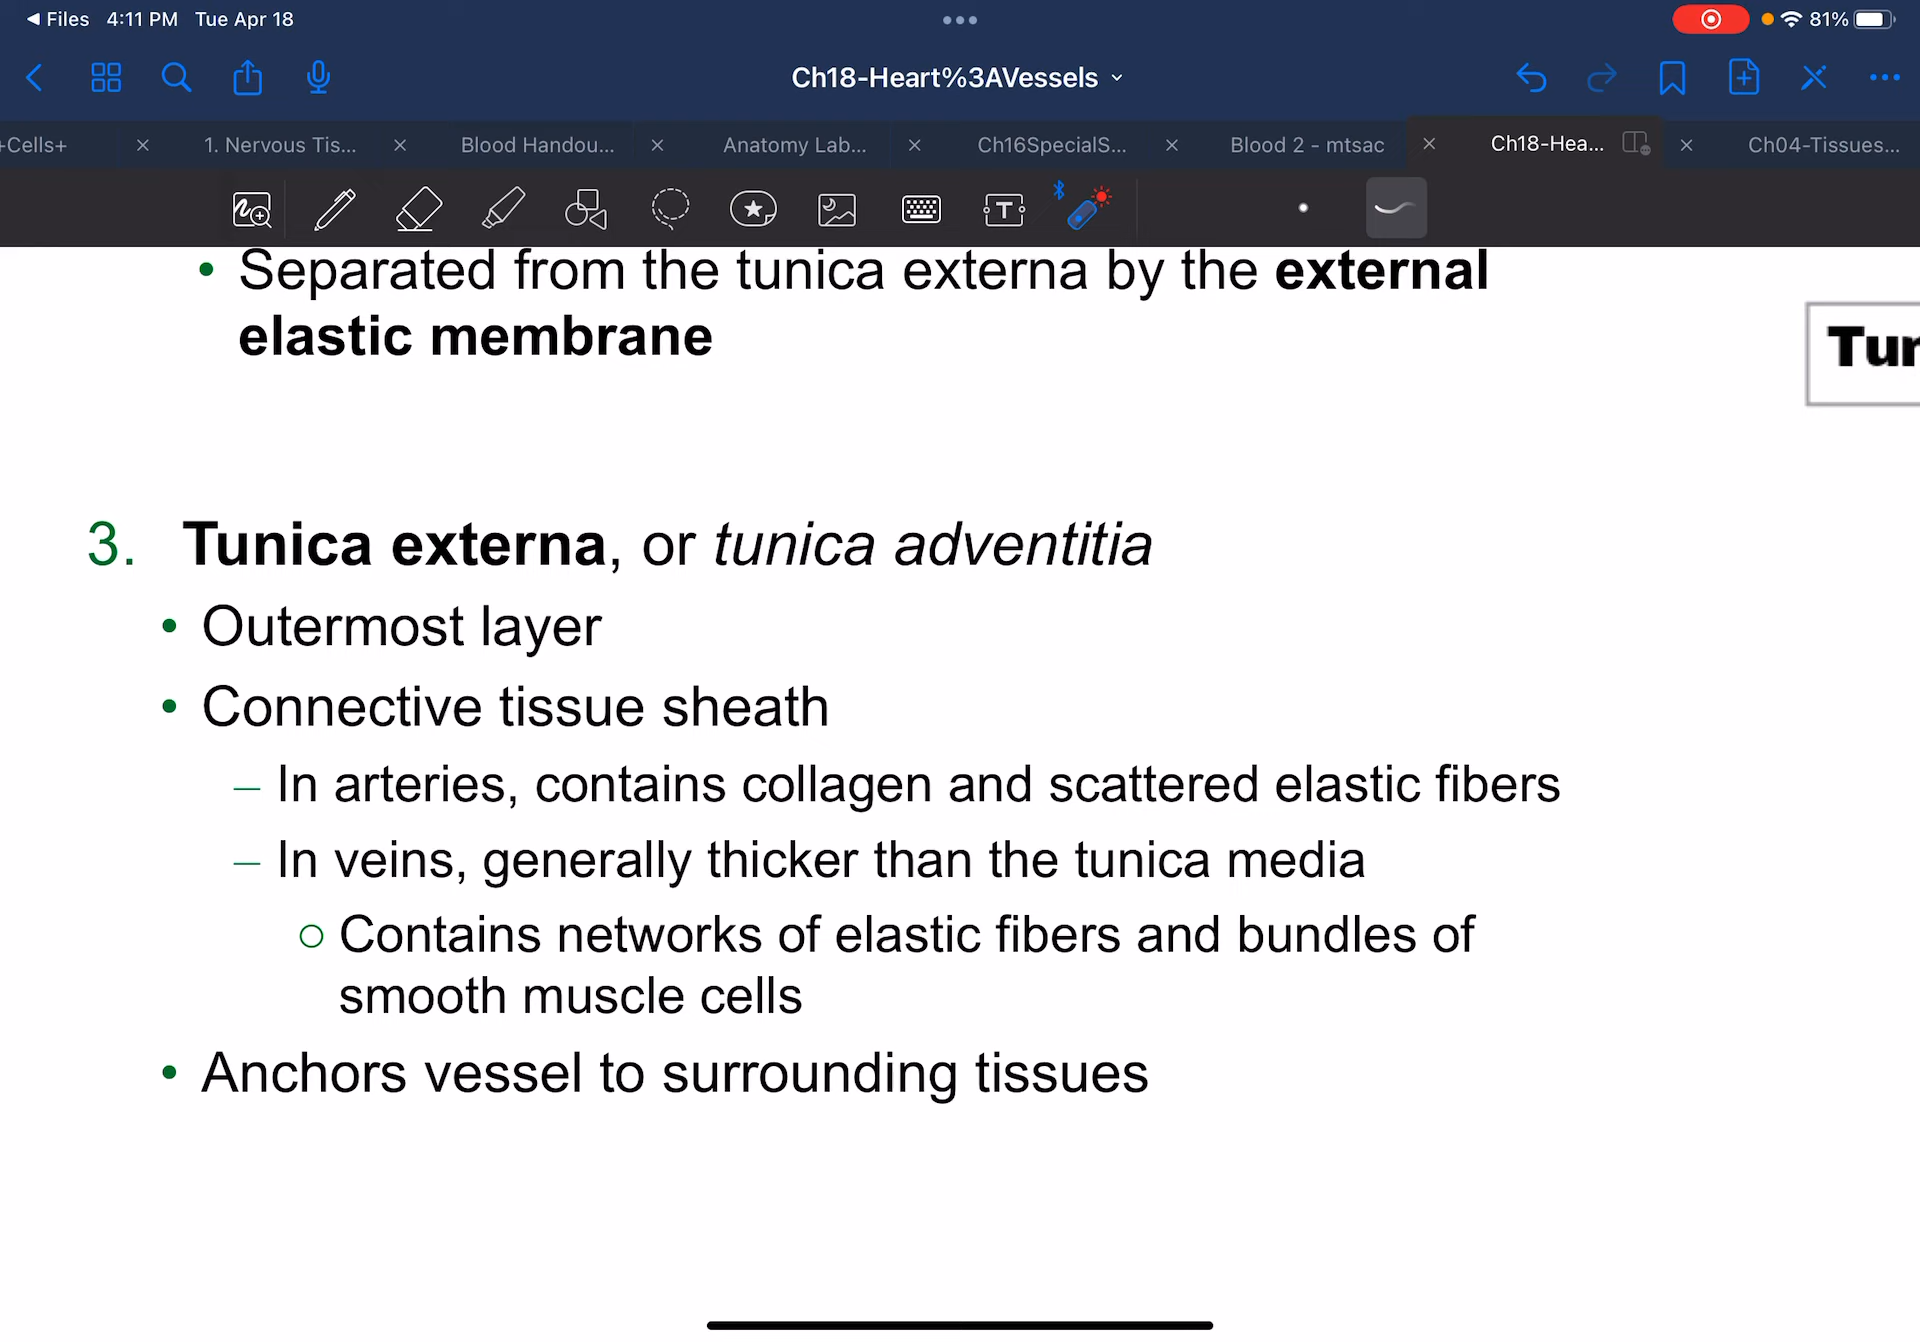 ◀ Files 4:11 PM Tue Apr 18
81%
Ch18-Heart%3AVessels
+Cells+
1. Nervous Tis...
Blood Handou...
Anatomy Lab...
Ch16SpecialS...
Blood 2 - mtsac
Ch18-Hea...
Ch04-Tissues...
T
• Separated from the tunica externa by the external
elastic membrane
Tun
3. Tunica externa, or tunica adventitia
• Outermost layer
• Connective tissue sheath
– In arteries, contains collagen and scattered elastic fibers
– In veins, generally thicker than the tunica media
○ Contains networks of elastic fibers and bundles of
smooth muscle cells
• Anchors vessel to surrounding tissues